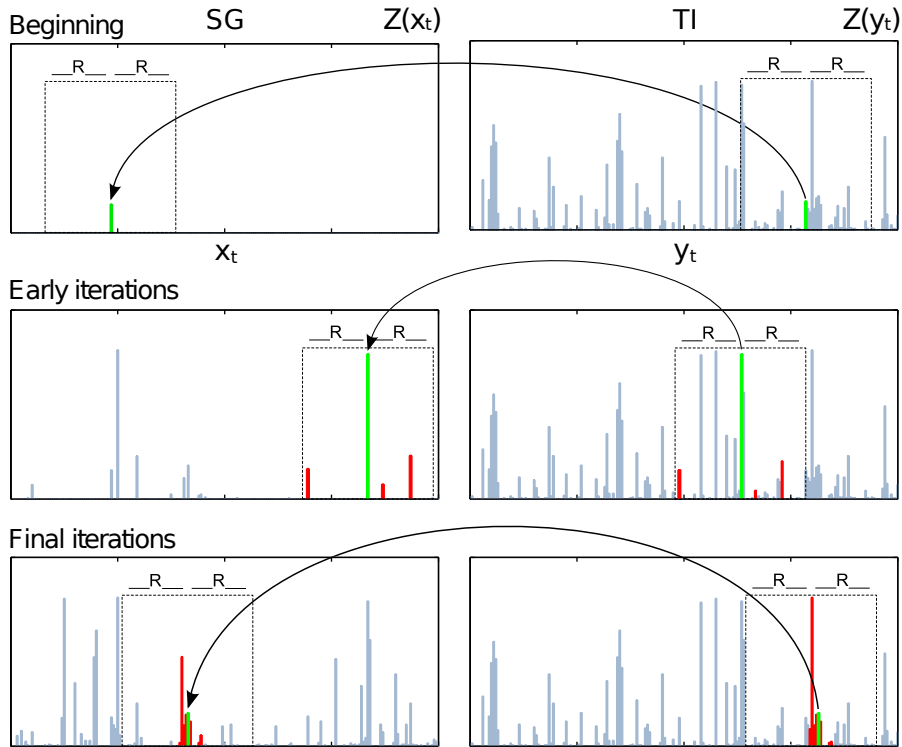 Beginning SG Z(xₜ) TI Z(yₜ)
__R__ __R__ __R__ __R__
xₜ yₜ
Early iterations
__R__ __R__ __R__ __R__
Final iterations
__R__ __R__ __R__ __R__